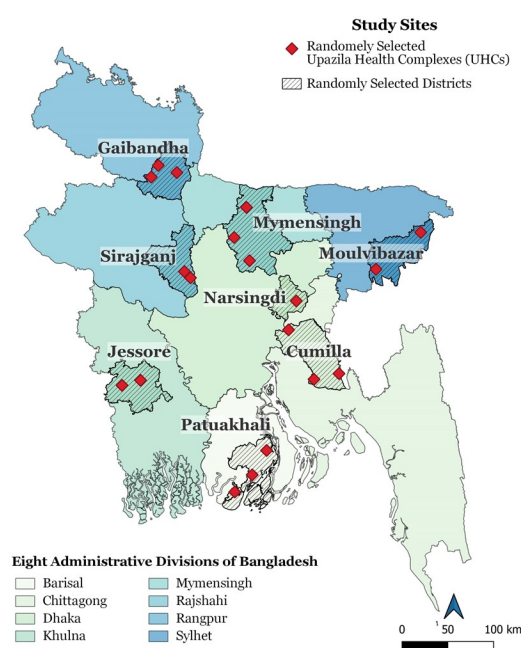 Study Sites
Randomely Selected
Upazila Health Complexes (UHCs)
Randomly Selected Districts
Gaibandha
Mymensingh
Sirajganj
Moulvibazar
Narsingdi
Jessore
Cumilla
Patuakhali
Eight Administrative Divisions of Bangladesh
Barisal
Chittagong
Dhaka
Khulna
Mymensingh
Rajshahi
Rangpur
Sylhet
0 50 100 km